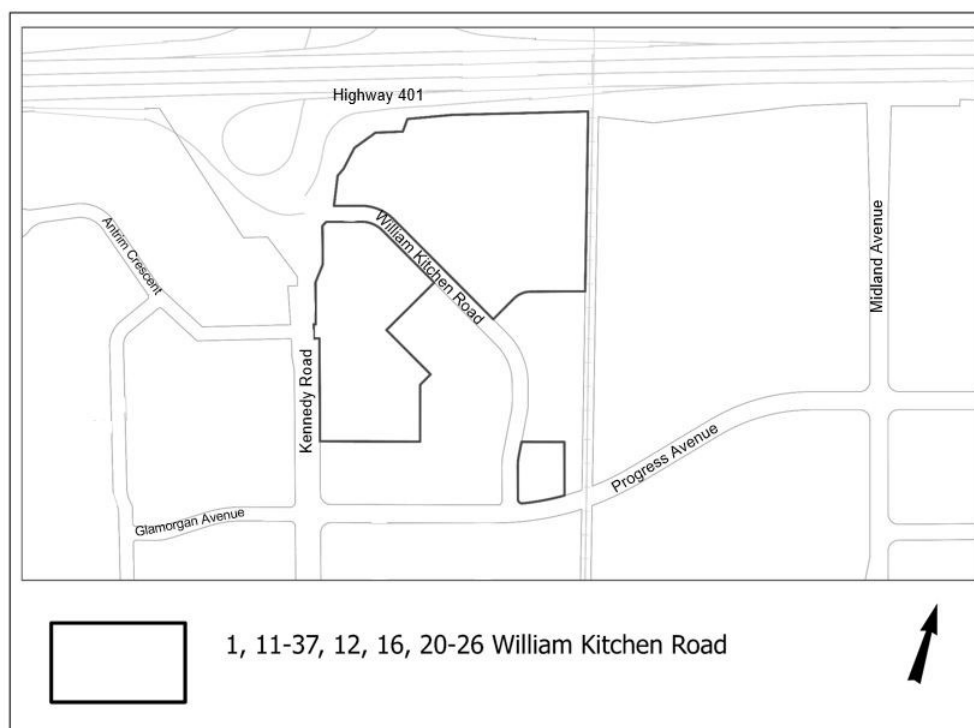 Highway 401
William Kitchen Road
Antrim Crescent
Midland Avenue
Kennedy Road
Progress Avenue
Glamorgan Avenue
1, 11-37, 12, 16, 20-26 William Kitchen Road